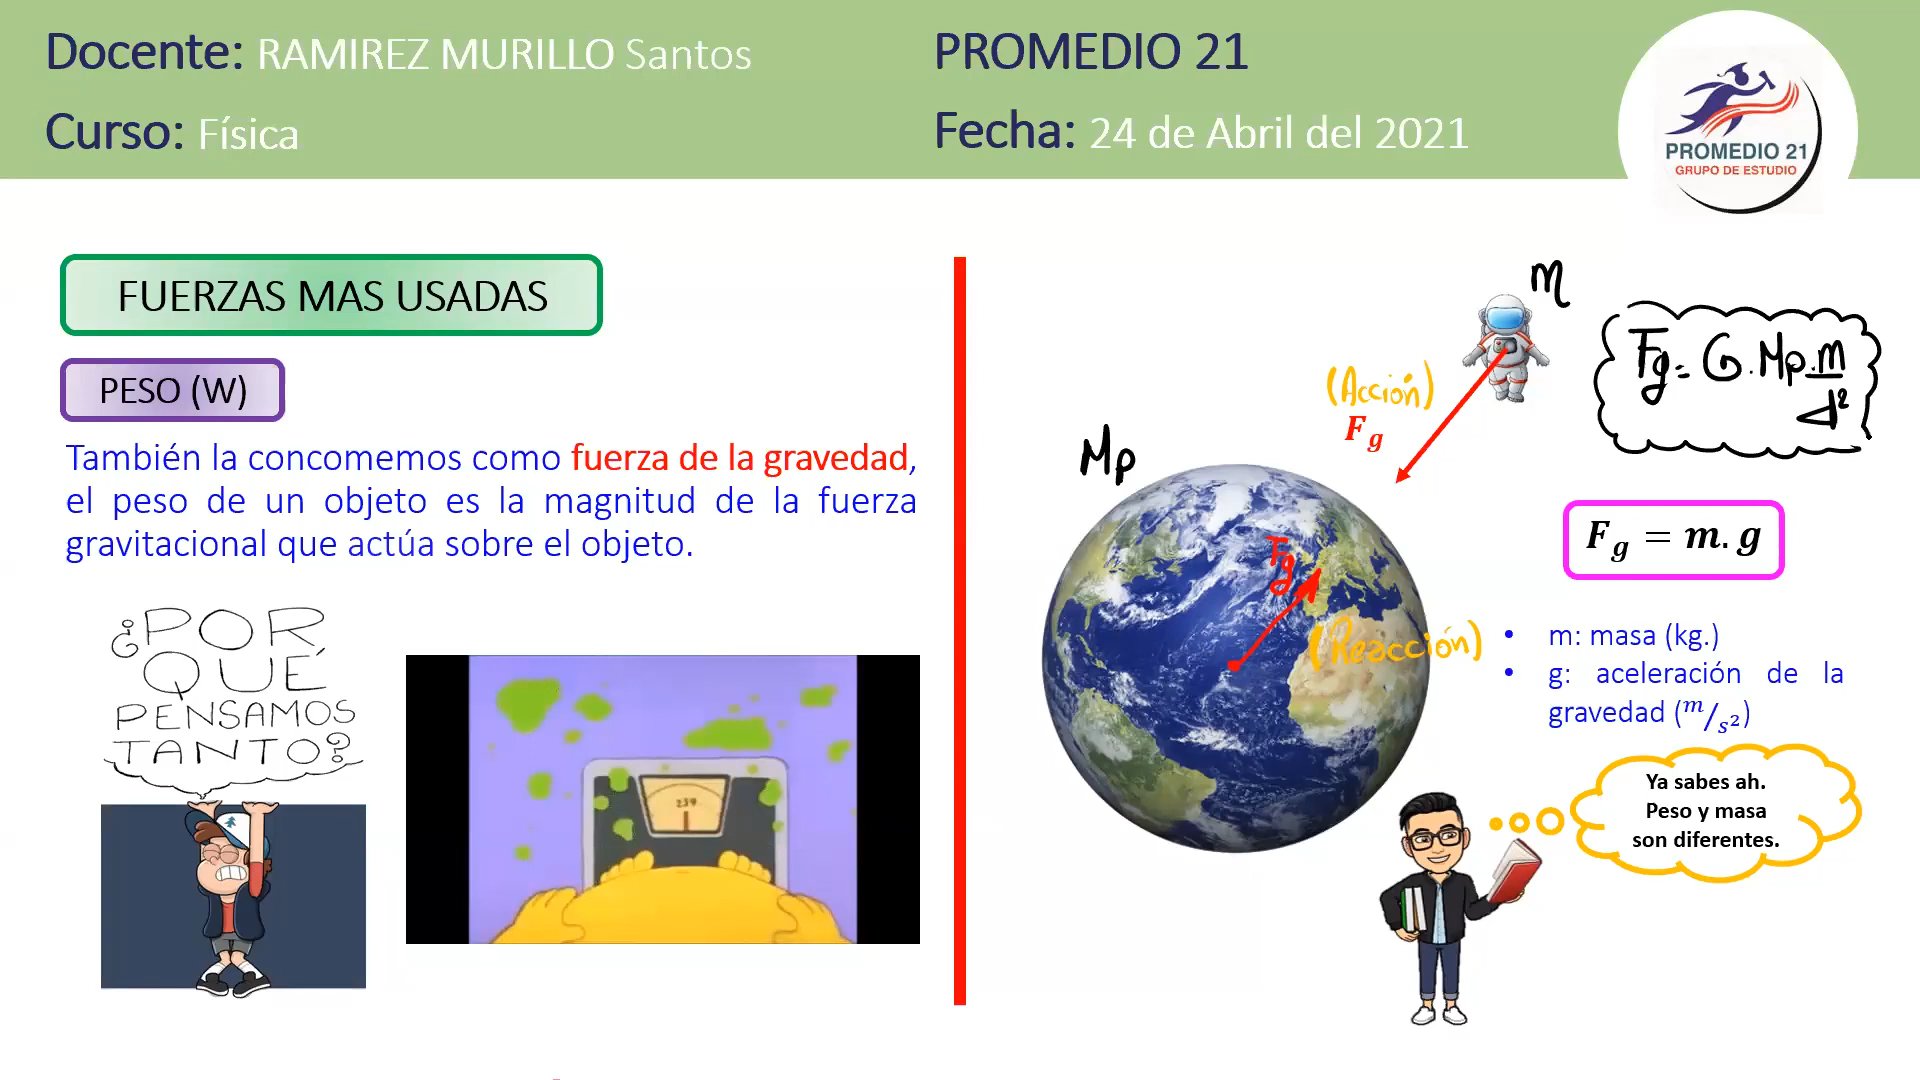 Docente: RAMIREZ MURILLO Santos
Curso: Física
PROMEDIO 21
Fecha: 24 de Abril del 2021
PROMEDIO 21
GRUPO DE ESTUDIO
FUERZAS MAS USADAS
PESO (W)
También la concomemos como fuerza de la gravedad,
el peso de un objeto es la magnitud de la fuerza
gravitacional que actúa sobre el objeto.
¿POR
QUÉ
PENSAMOS
TANTO?
239
m
(Acción)
F_g
Mp
Fg
(Reacción)
Fg = G.Mp.m
d²
F_g = m.g
• m: masa (kg.)
• g: aceleración de la
gravedad (m/s²)
Ya sabes ah.
Peso y masa
son diferentes.